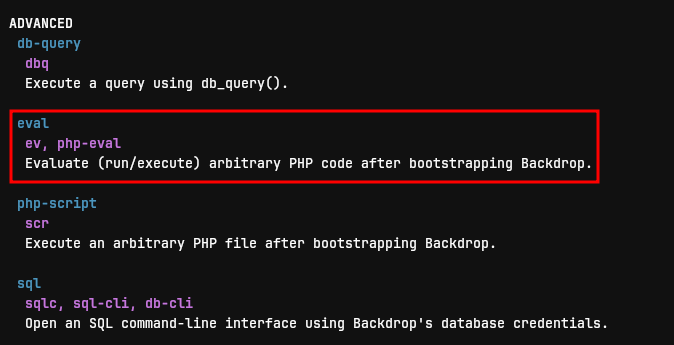 ADVANCED
db-query
dbq
Execute a query using db_query().
eval
ev, php-eval
Evaluate (run/execute) arbitrary PHP code after bootstrapping Backdrop.
php-script
scr
Execute an arbitrary PHP file after bootstrapping Backdrop.
sql
sqlc, sql-cli, db-cli
Open an SQL command-line interface using Backdrop's database credentials.